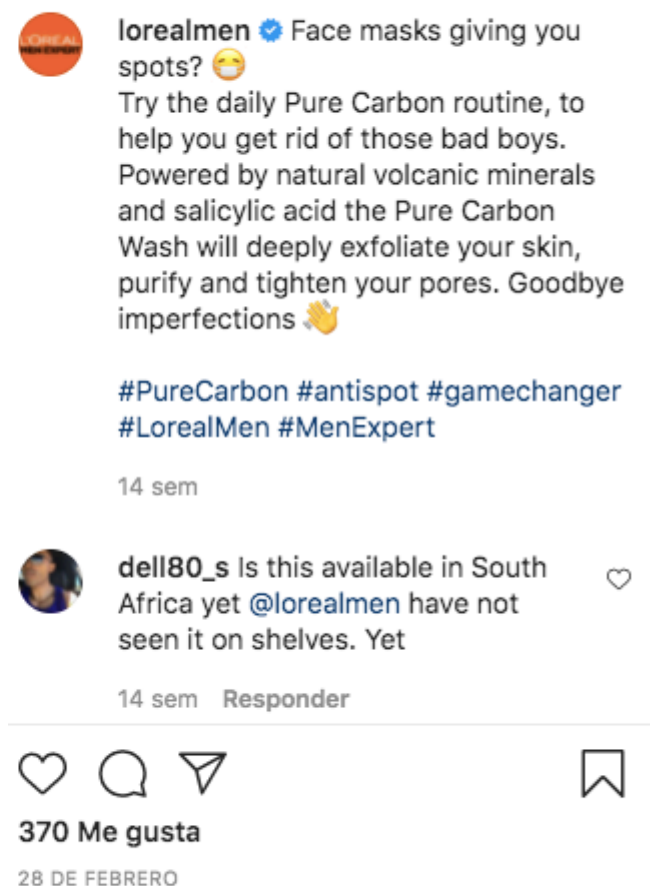 L'OREAL
MEN EXPERT
lorealmen Face masks giving you
spots? 😷
Try the daily Pure Carbon routine, to
help you get rid of those bad boys.
Powered by natural volcanic minerals
and salicylic acid the Pure Carbon
Wash will deeply exfoliate your skin,
purify and tighten your pores. Goodbye
imperfections 👋
#PureCarbon #antispot #gamechanger
#LorealMen #MenExpert
14 sem
dell80_s Is this available in South
Africa yet @lorealmen have not
seen it on shelves. Yet
14 sem Responder
370 Me gusta
28 DE FEBRERO